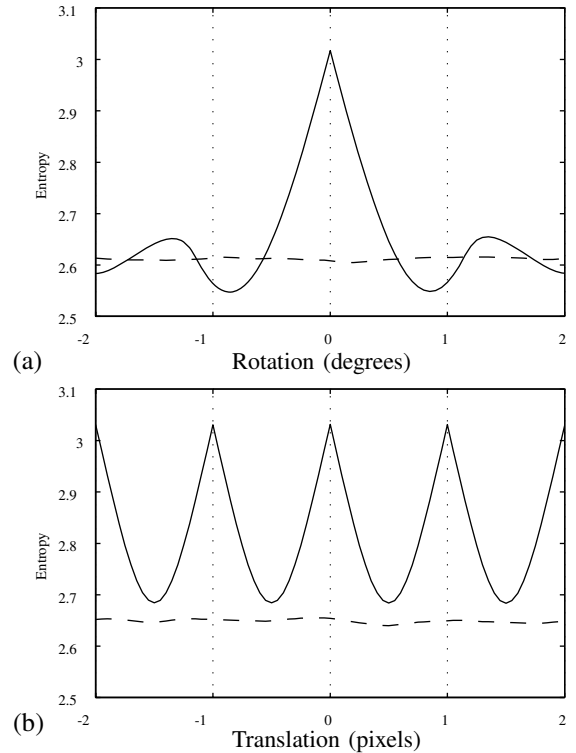 3.1
3
2.9
2.8
2.7
2.6
2.5
Entropy
-2 -1 0 1 2
(a) Rotation (degrees)
3.1
3
2.9
2.8
2.7
2.6
2.5
Entropy
-2 -1 0 1 2
(b) Translation (pixels)